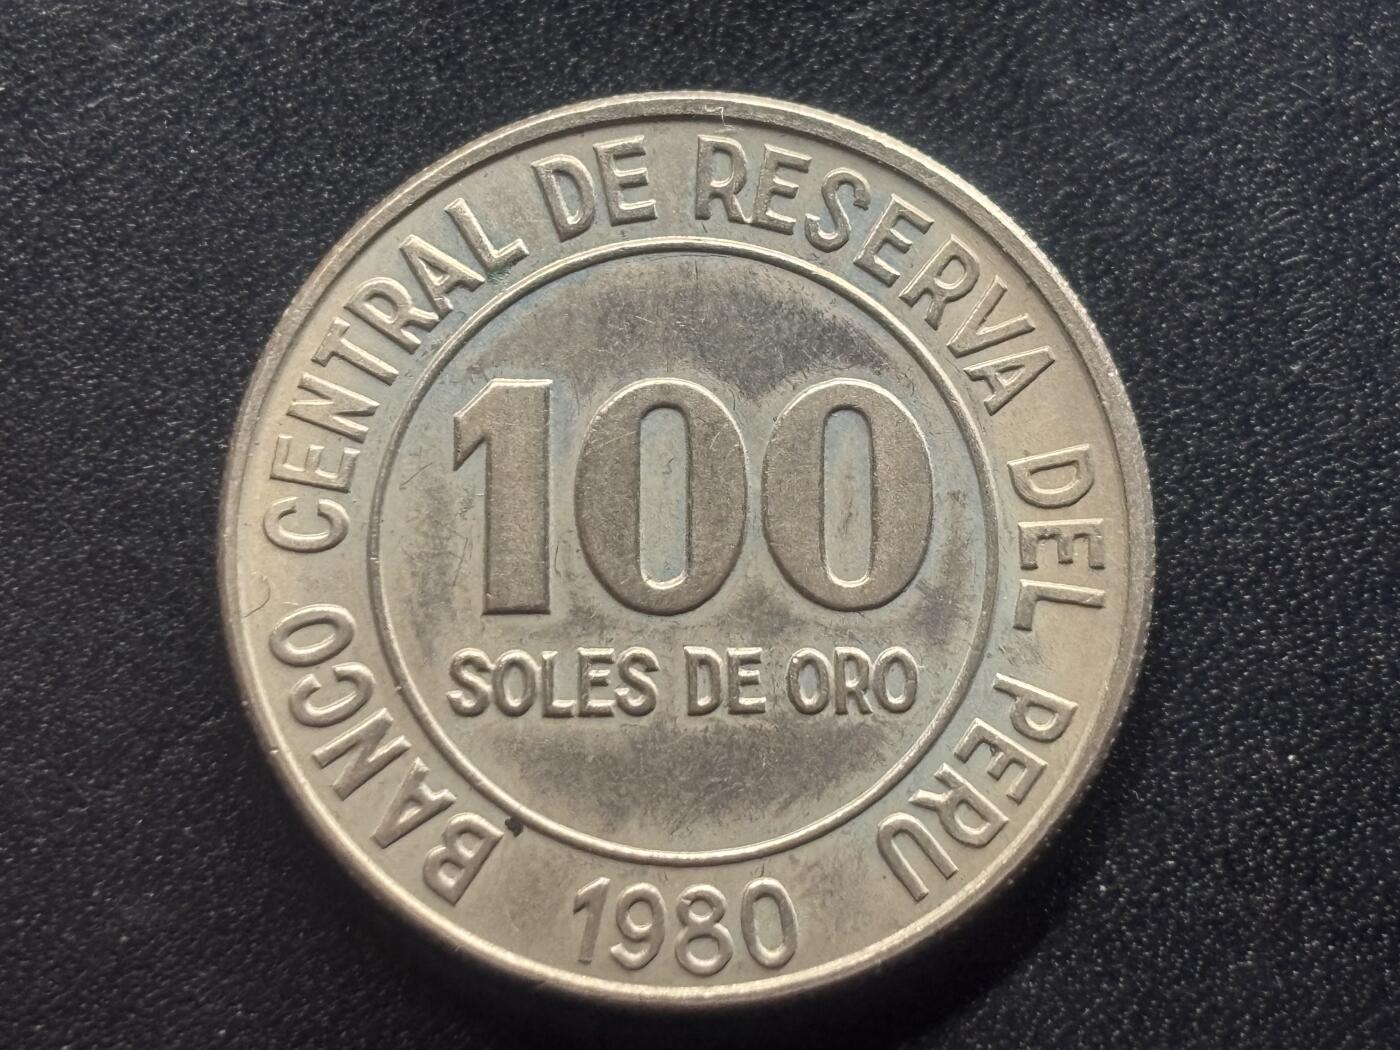 BANCO CENTRAL DE RESERVA DEL PERU
100
SOLES DE ORO
1980